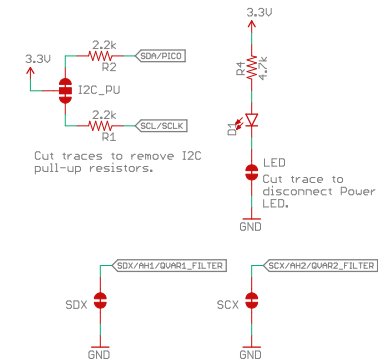 3.3V
2.2k
SDA/PICO
R2
3.3V
I2C_PU
2.2k
SCL/SCLK
R1
Cut traces to remove I2C
pull-up resistors.
R4
4.7k
D1
LED
Cut trace to
disconnect Power
LED.
GND
SDX/AH1/QVAR1_FILTER
SDX
GND
SCX/AH2/QVAR2_FILTER
SCX
GND